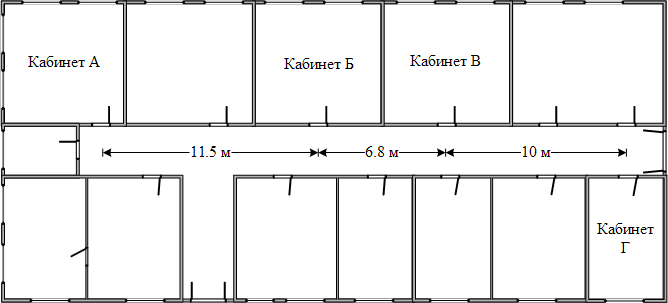 Кабинет А
Кабинет Б
Кабинет В
11.5 м
6.8 м
10 м
Кабинет
Г